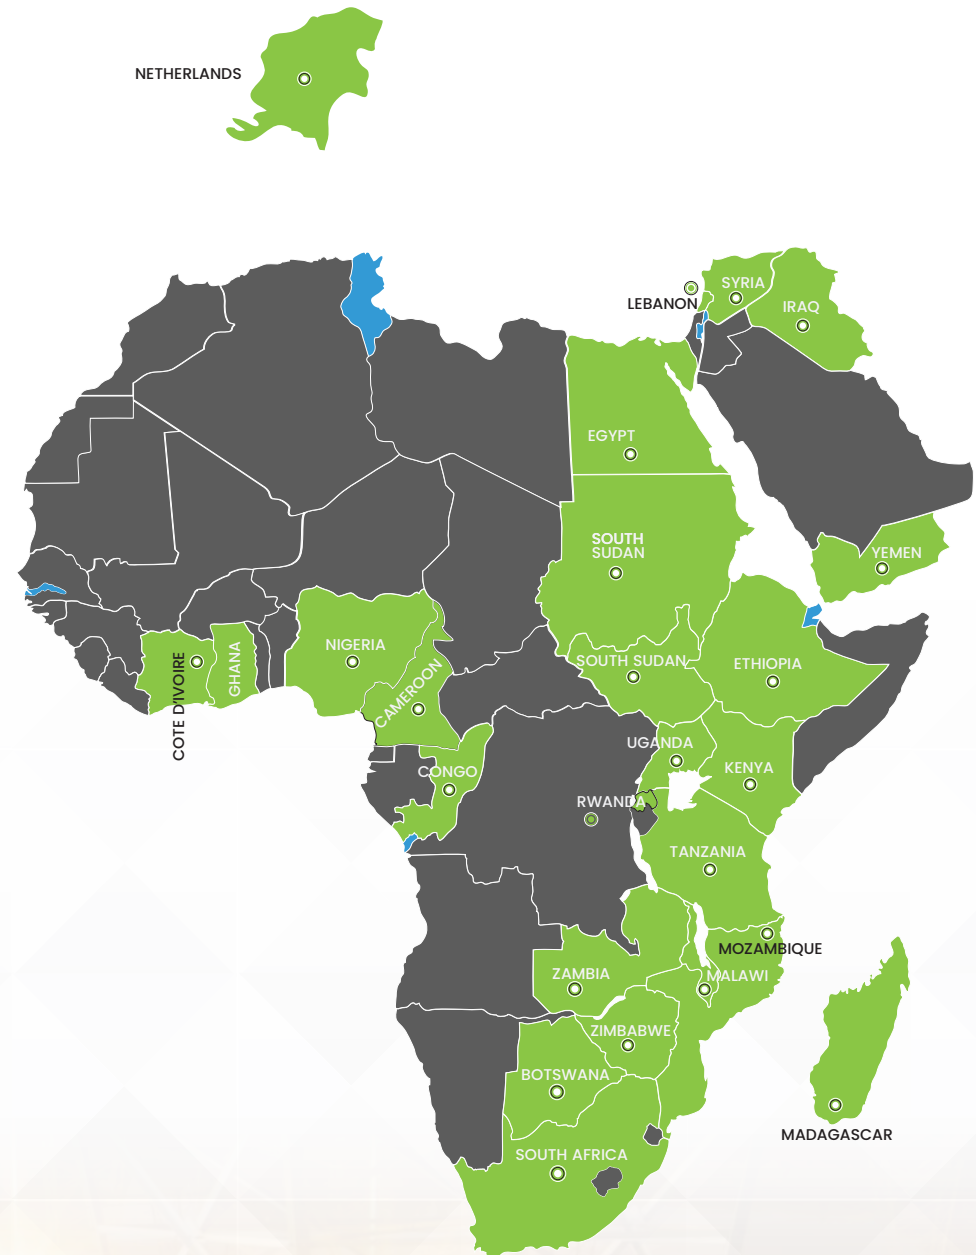 NETHERLANDS
SYRIA
LEBANON
IRAQ
EGYPT
SOUTH
SUDAN
YEMEN
NIGERIA
COTE D'IVOIRE
GHANA
CAMEROON
SOUTH SUDAN
ETHIOPIA
UGANDA
CONGO
KENYA
RWANDA
TANZANIA
MOZAMBIQUE
ZAMBIA
MALAWI
ZIMBABWE
BOTSWANA
MADAGASCAR
SOUTH AFRICA